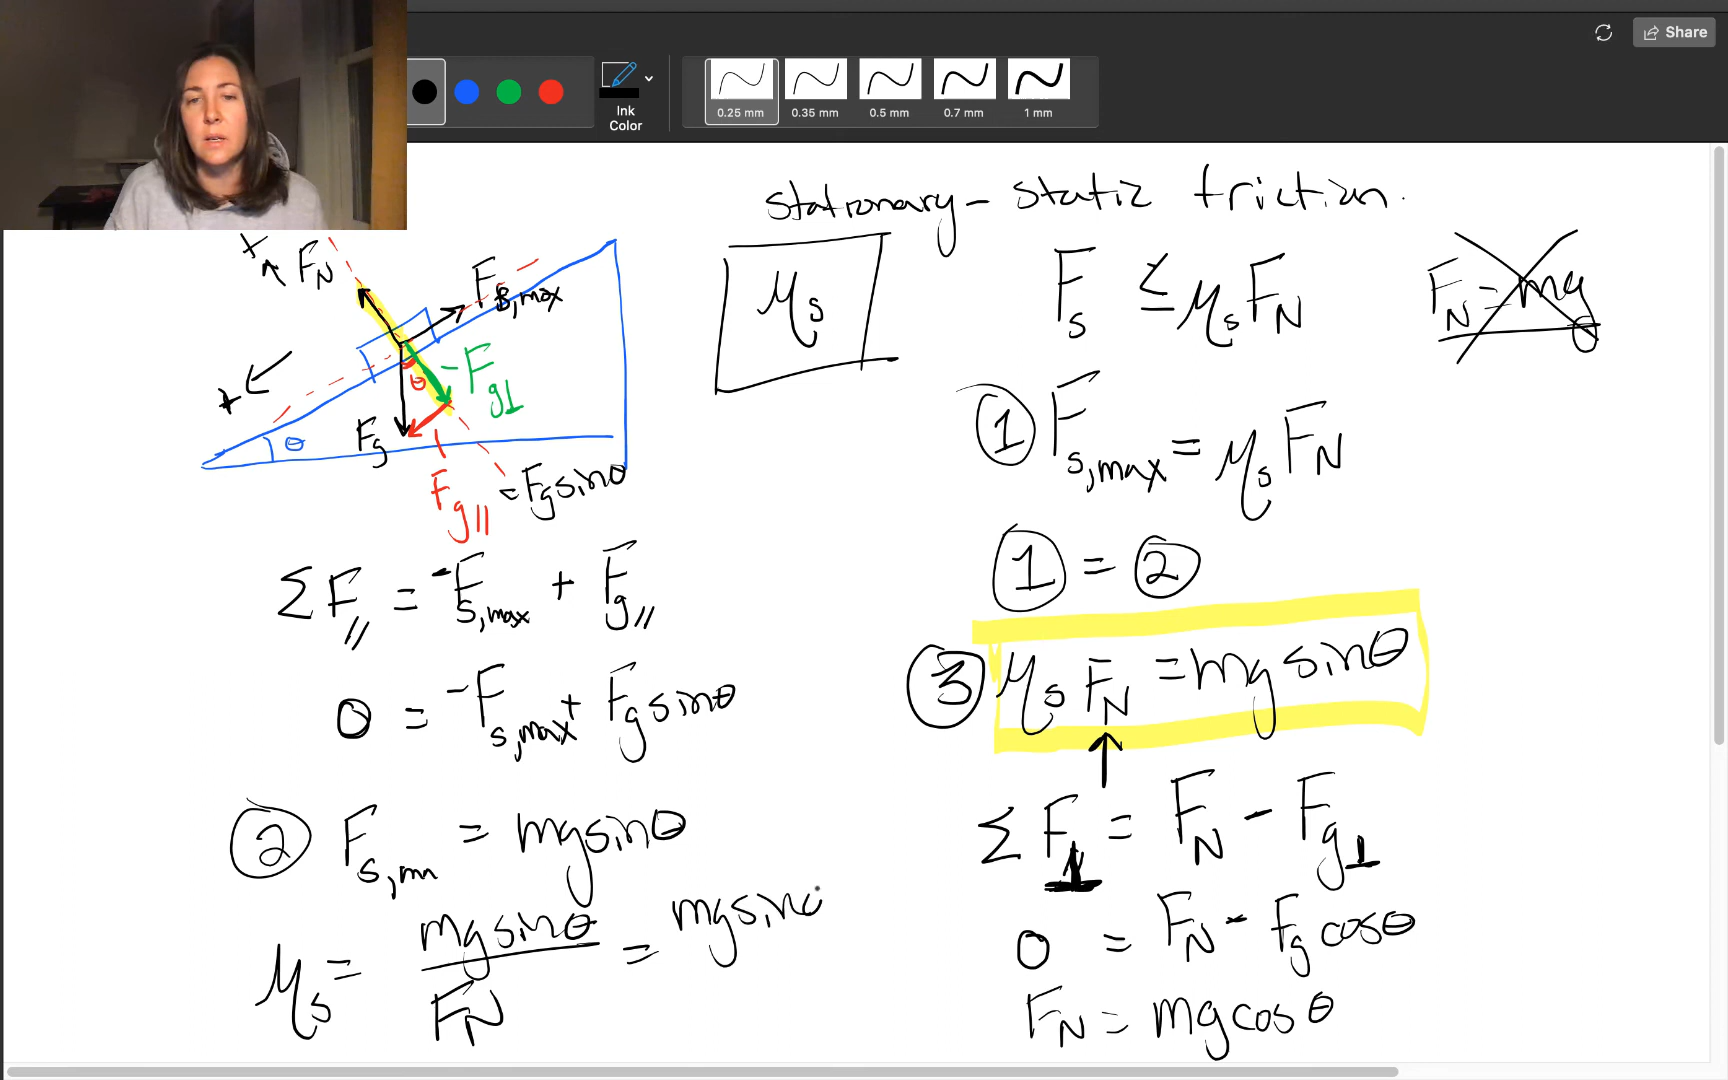 Share
Ink
Color
0.25 mm 0.35 mm 0.5 mm 0.7 mm 1 mm
stationary - static friction.
μs
Fs ≤ μs FN
FN = mg
+
FN
Fs,max
+
θ
Fg⊥
Fg
θ
Fg//
= Fg sinθ
① Fs,max = μs FN
① = ②
③ μs FN = mg sinθ
ΣF// = -Fs,max + Fg//
0 = -Fs,max + Fg sinθ
② Fs,m = mg sinθ
μs = mg sinθ / FN = mg sinθ
ΣF⊥ = FN - Fg⊥
0 = FN - Fg cosθ
FN = mg cosθ